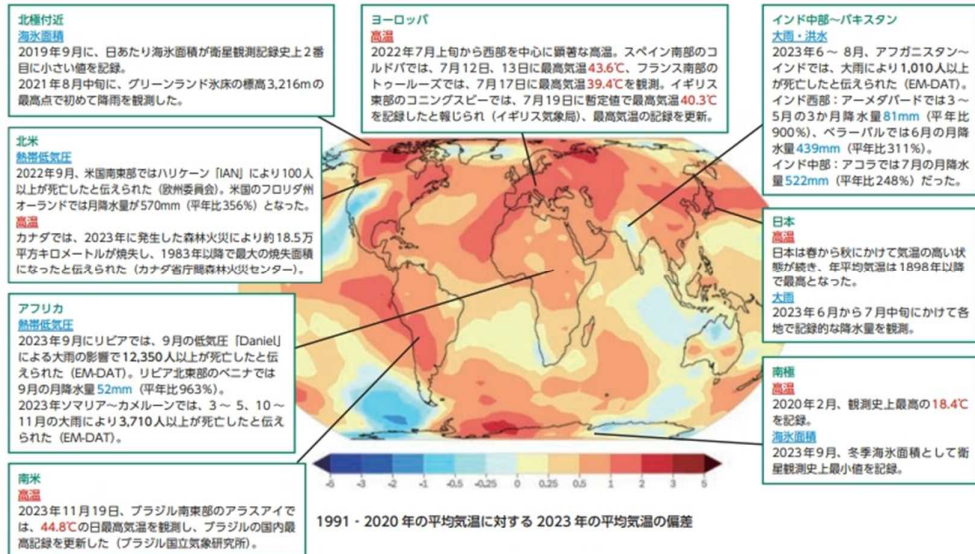 北極付近
海氷面積
2019年9月に、日あたり海氷面積が衛星観測記録史上2番
目に小さい値を記録。
2021年8月中旬に、グリーンランド氷床の標高3,216mの
最高点で初めて降雨を観測した。
北米
熱帯低気圧
2022年9月、米国南東部ではハリケーン「IAN」により100人
以上が死亡したと伝えられた（欧州委員会）。米国のフロリダ州
オーランドでは月降水量が570mm（平年比356％）となった。
高温
カナダでは、2023年に発生した森林火災により約18.5万
平方キロメートルが焼失し、1983年以降で最大の焼失面積
になったと伝えられた（カナダ省庁間森林火災センター）。
アフリカ
熱帯低気圧
2023年9月にリビアでは、9月の低気圧「Daniel」
による大雨の影響で12,350人以上が死亡したと伝
えられた（EM-DAT）。リビア北東部のベニナでは
9月の月降水量52mm（平年比963％）。
2023年ソマリア～カメルーンでは、3～5、10～
11月の大雨により3,710人以上が死亡したと伝え
られた（EM-DAT）。
南米
高温
2023年11月19日、ブラジル南東部のアラスアイで
は、44.8℃の日最高気温を観測し、ブラジルの国内最
高記録を更新した（ブラジル国立気象研究所）。
ヨーロッパ
高温
2022年7月上旬から西部を中心に顕著な高温。スペイン南部のコ
ルドバでは、7月12日、13日に最高気温43.6℃、フランス南部の
トゥールーズでは、7月17日に最高気温39.4℃を観測。イギリス
東部のコニングスビーでは、7月19日に暫定値で最高気温40.3℃
を記録したと報じられ（イギリス気象局）、最高気温の記録を更新。
インド中部～パキスタン
大雨・洪水
2023年6～8月、アフガニスタン～
インドでは、大雨により1,010人以上
が死亡したと伝えられた（EM-DAT）
インド西部：アーメダバードでは3～
5月の3か月降水量81mm（平年比
900％）、ベラーバルでは6月の月降
水量439mm（平年比311％）。
インド中部：アコラでは7月の月降水
量522mm（平年比248％）だった。
日本
高温
日本は春から秋にかけて気温の高い状
態が続き、年平均気温は1898年以降
で最高となった。
大雨
2023年6月から7月中旬にかけて各
地で記録的な降水量を観測。
南極
高温
2020年2月、観測史上最高の18.4℃
を記録。
海氷面積
2023年9月、冬季海氷面積として衛
星観測史上最小値を記録。
-5 -3 -2 -1 -0.5 -0.25 0 0.25 0.5 1 2 3 5
1991 - 2020 年の平均気温に対する 2023 年の平均気温の偏差